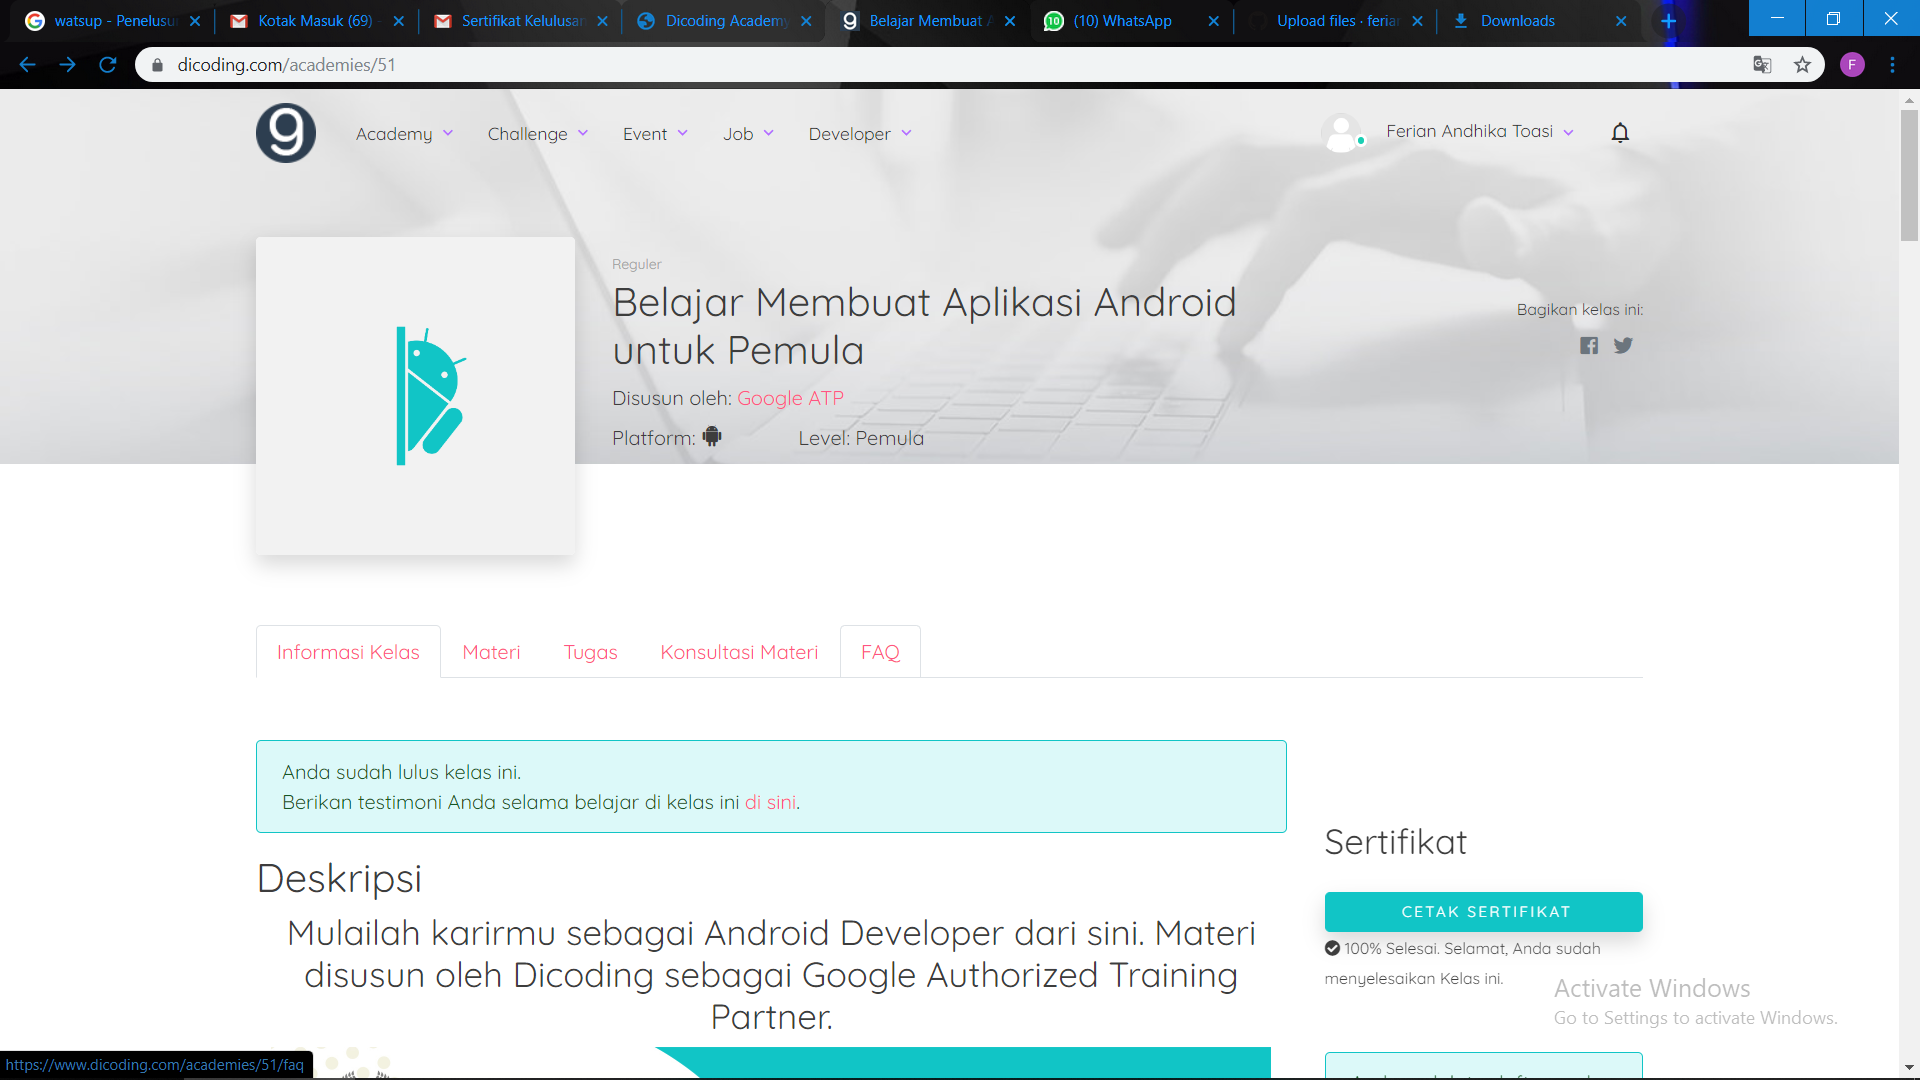 watsup - Penelusu
Kotak Masuk (69) -
Sertifikat Kelulusan
Dicoding Academy
Belajar Membuat A
(10) WhatsApp
Upload files · feria
Downloads
dicoding.com/academies/51
F
Academy
Challenge
Event
Job
Developer
Ferian Andhika Toasi
Reguler
Belajar Membuat Aplikasi Android
untuk Pemula
Disusun oleh: Google ATP
Platform:
Level: Pemula
Bagikan kelas ini:
Informasi Kelas
Materi
Tugas
Konsultasi Materi
FAQ
Anda sudah lulus kelas ini.
Berikan testimoni Anda selama belajar di kelas ini di sini.
Deskripsi
Mulailah karirmu sebagai Android Developer dari sini. Materi
disusun oleh Dicoding sebagai Google Authorized Training
Partner.
Sertifikat
CETAK SERTIFIKAT
100% Selesai. Selamat, Anda sudah
menyelesaikan Kelas ini.
Activate Windows
Go to Settings to activate Windows.
https://www.dicoding.com/academies/51/faq